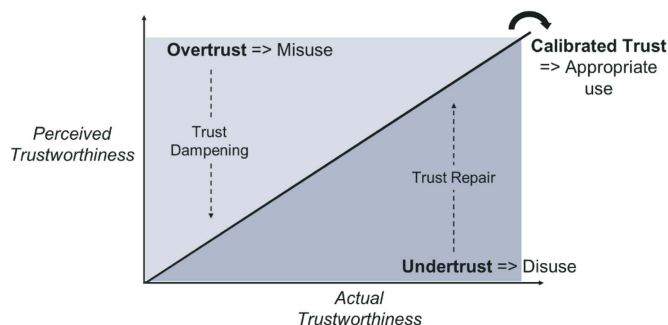 Overtrust => Misuse
Calibrated Trust
=> Appropriate
use
Perceived
Trustworthiness
Trust
Dampening
Trust Repair
Undertrust => Disuse
Actual
Trustworthiness